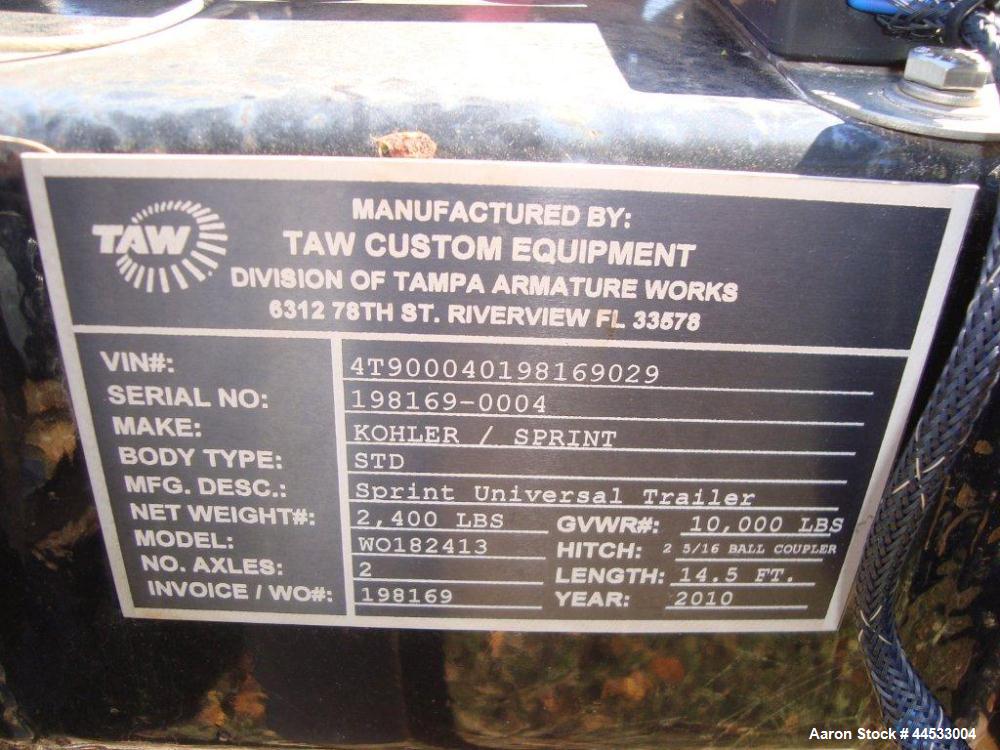 TAW
MANUFACTURED BY:
TAW CUSTOM EQUIPMENT
DIVISION OF TAMPA ARMATURE WORKS
6312 78TH ST. RIVERVIEW FL 33578
VIN#: 4T900040198169029
SERIAL NO: 198169-0004
MAKE: KOHLER / SPRINT
BODY TYPE: STD
MFG. DESC.: Sprint Universal Trailer
NET WEIGHT#: 2,400 LBS GVWR#: 10,000 LBS
MODEL: WO182413 HITCH: 2 5/16 BALL COUPLER
NO. AXLES: 2 LENGTH: 14.5 FT.
INVOICE / WO#: 198169 YEAR: 2010
Aaron Stock # 44533004